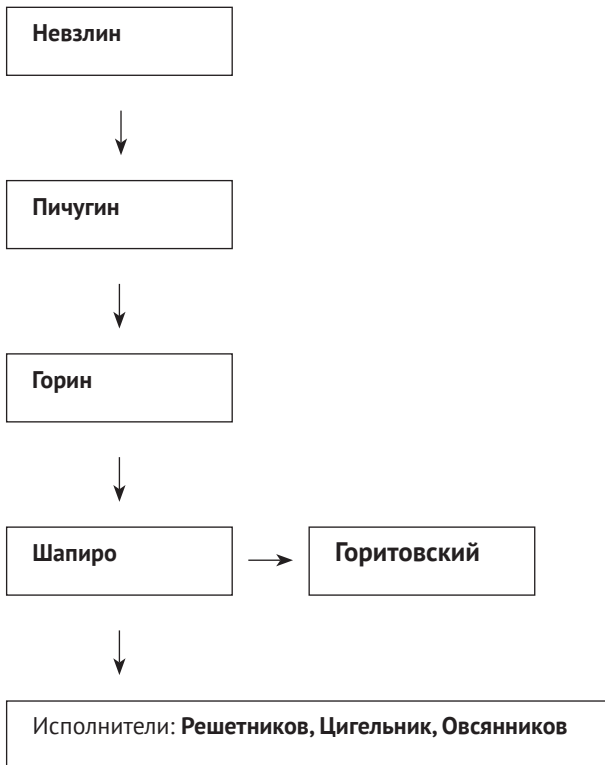 Невзлин
Пичугин
Горин
Шапиро
Горитовский
Исполнители: Решетников, Цигельник, Овсянников